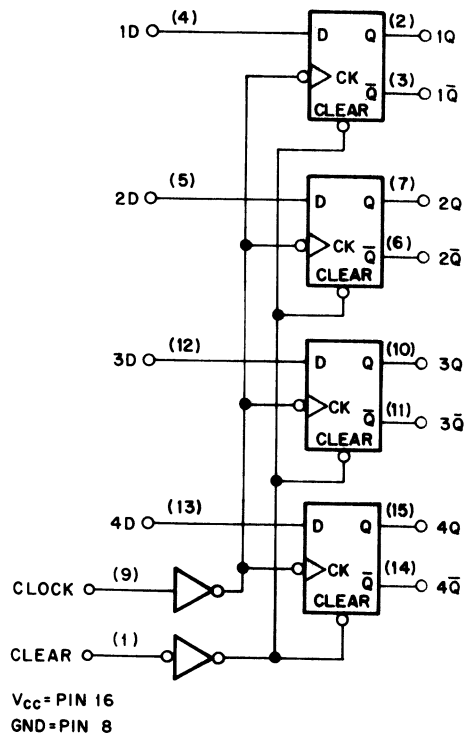 1D (4) D Q (2) 1Q
CK Q̅ (3) 1Q̅
CLEAR
2D (5) D Q (7) 2Q
CK Q̅ (6) 2Q̅
CLEAR
3D (12) D Q (10) 3Q
CK Q̅ (11) 3Q̅
CLEAR
4D (13) D Q (15) 4Q
CK Q̅ (14) 4Q̅
CLEAR
CLOCK (9)
CLEAR (1)
VCC = PIN 16
GND = PIN 8